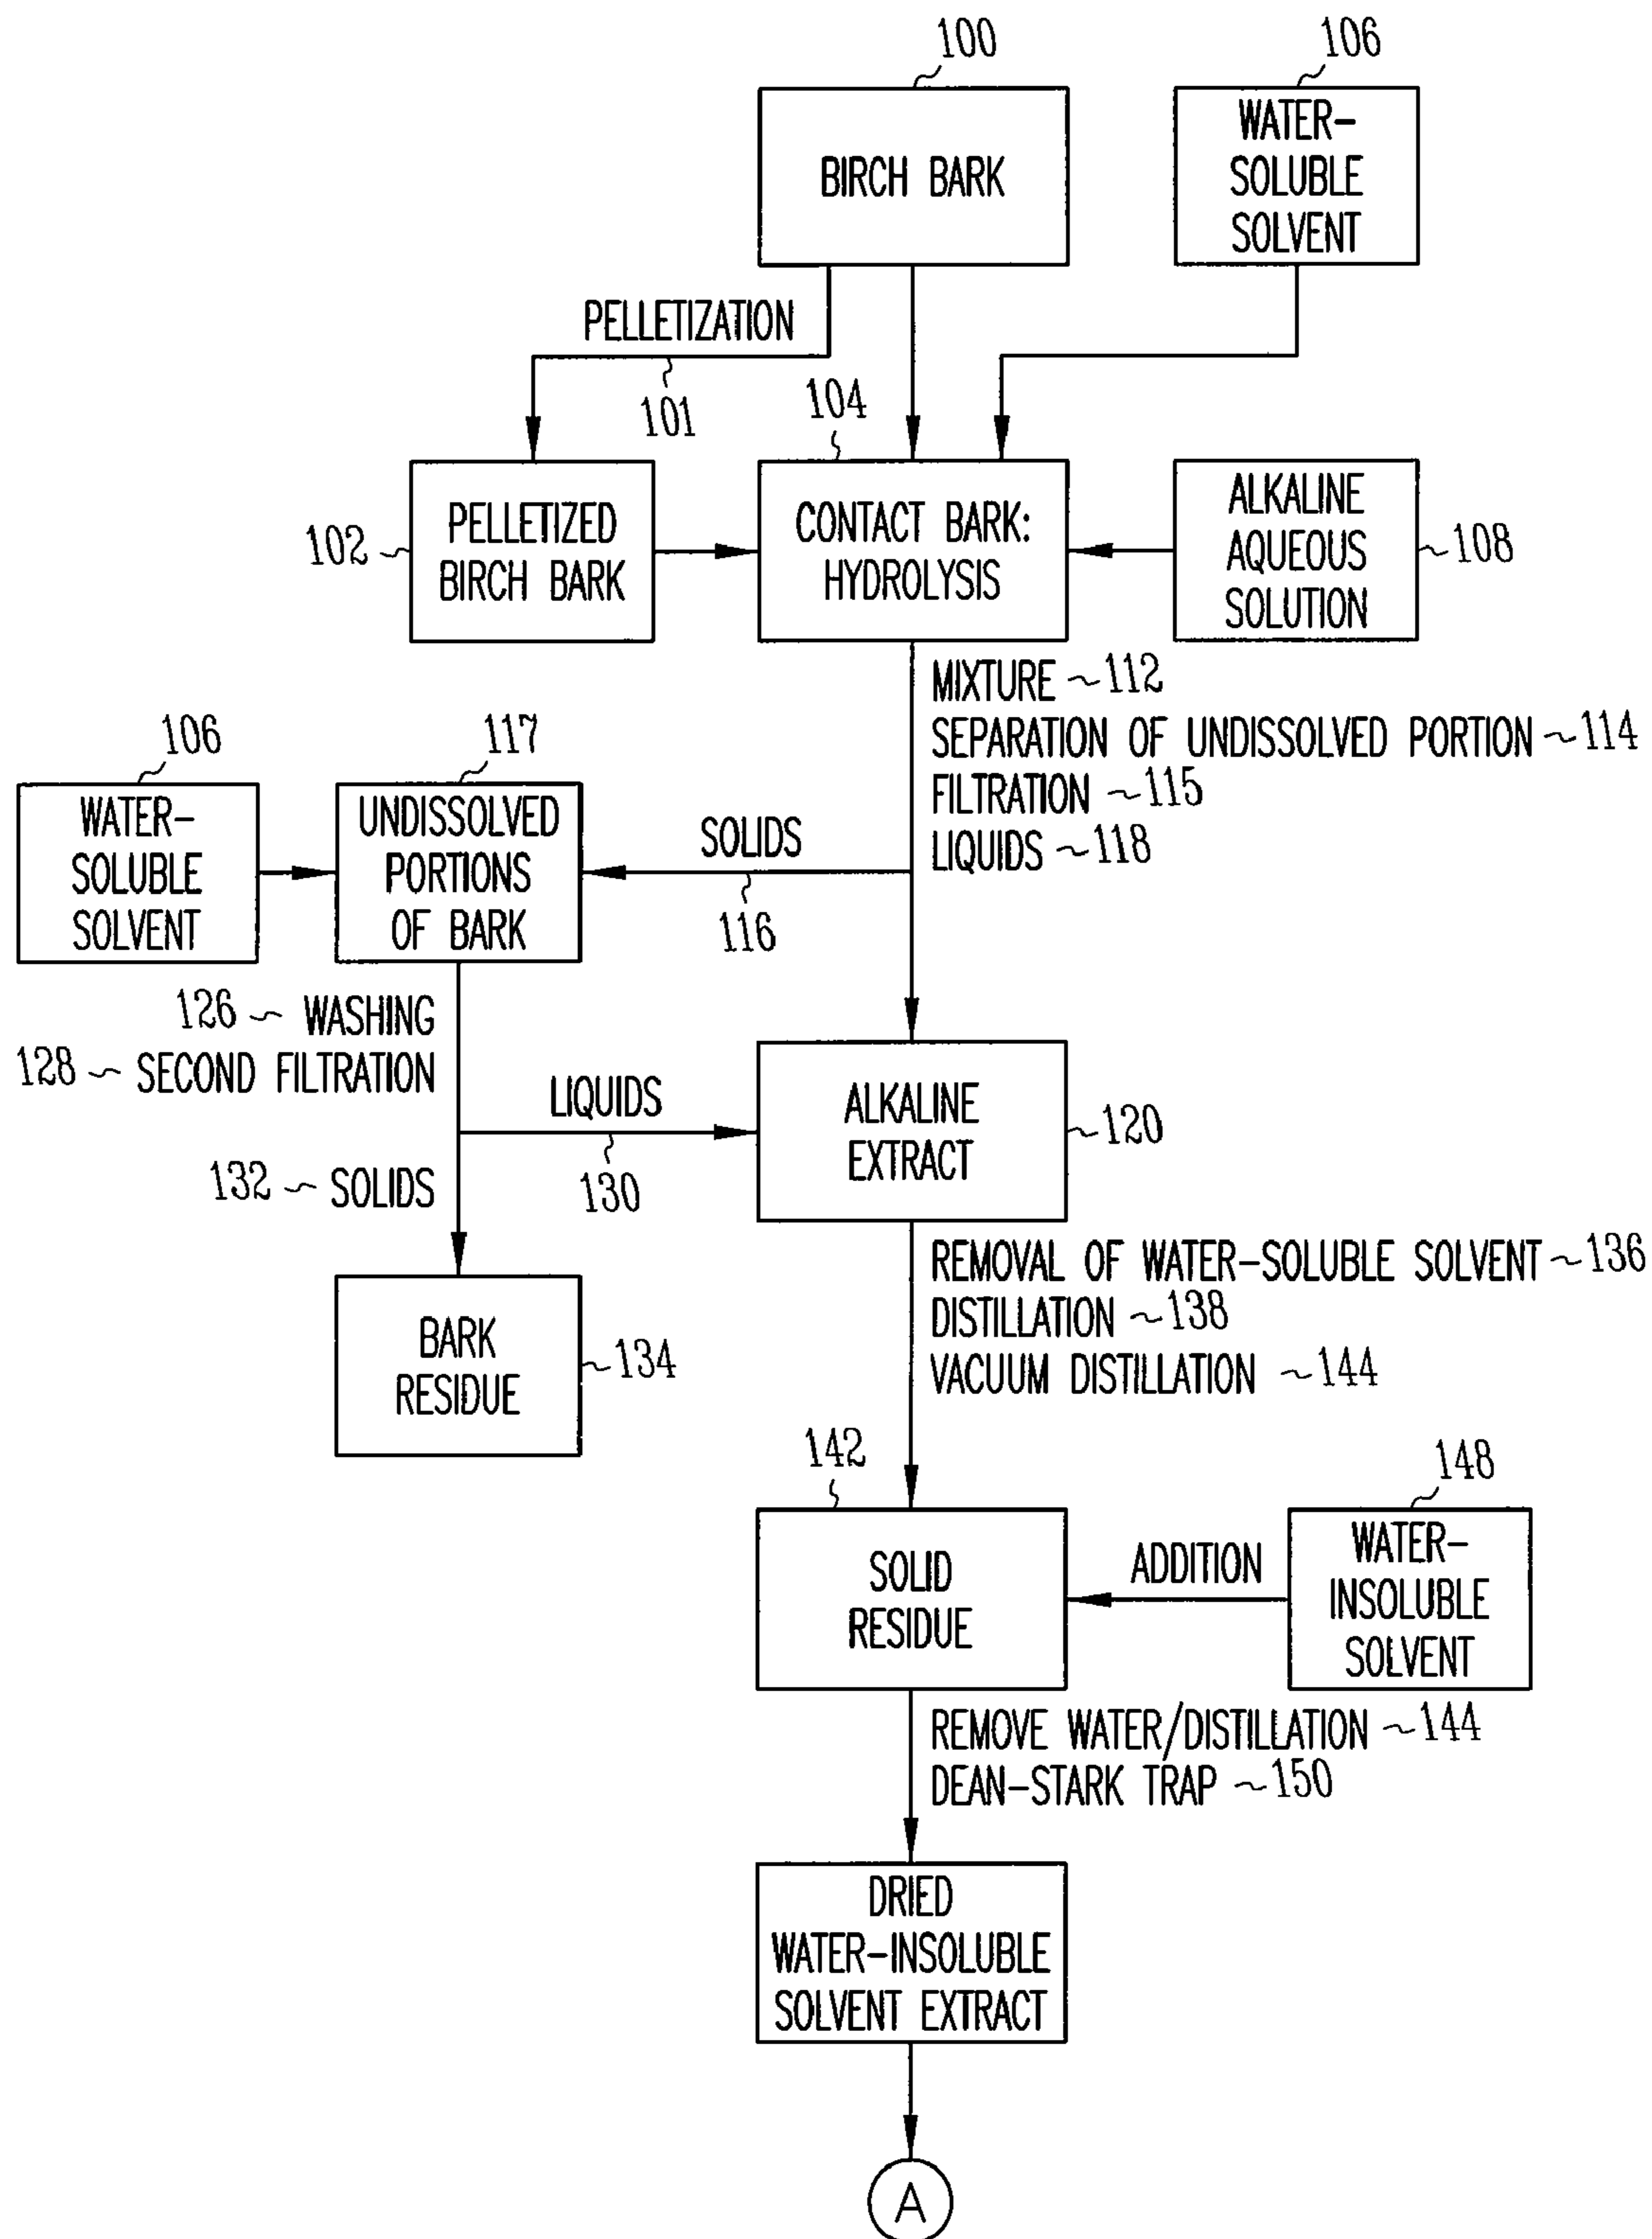 100
106
BIRCH BARK
WATER-
SOLUBLE
SOLVENT
PELLETIZATION
101
104
102
PELLETIZED
BIRCH BARK
CONTACT BARK:
HYDROLYSIS
ALKALINE
AQUEOUS
SOLUTION
108
MIXTURE 112
SEPARATION OF UNDISSOLVED PORTION 114
FILTRATION 115
LIQUIDS 118
106
117
WATER-
SOLUBLE
SOLVENT
UNDISSOLVED
PORTIONS
OF BARK
SOLIDS
116
126 WASHING
128 SECOND FILTRATION
LIQUIDS
130
132 SOLIDS
ALKALINE
EXTRACT
120
BARK
RESIDUE
134
REMOVAL OF WATER-SOLUBLE SOLVENT 136
DISTILLATION 138
VACUUM DISTILLATION 144
142
148
SOLID
RESIDUE
ADDITION
WATER-
INSOLUBLE
SOLVENT
REMOVE WATER/DISTILLATION 144
DEAN-STARK TRAP 150
DRIED
WATER-INSOLUBLE
SOLVENT EXTRACT
A